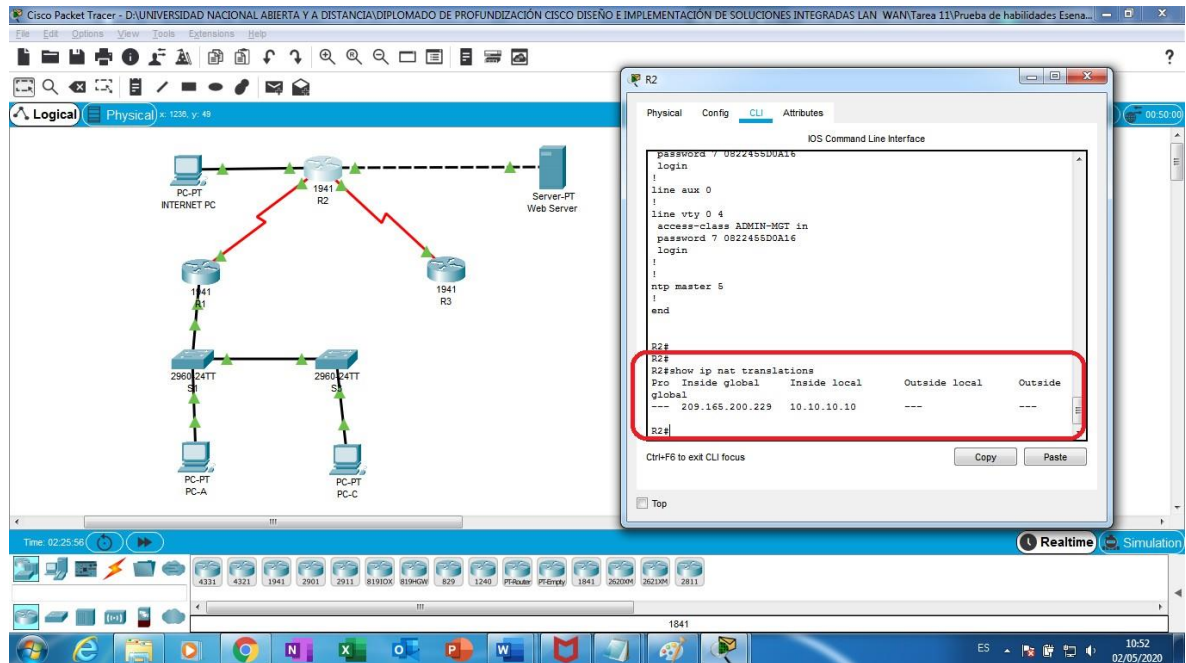 Cisco Packet Tracer - D:\UNIVERSIDAD NACIONAL ABIERTA Y A DISTANCIA\DIPLOMADO DE PROFUNDIZACIÓN CISCO DISEÑO E IMPLEMENTACIÓN DE SOLUCIONES INTEGRADAS LAN WAN\Tarea 11\Prueba de habilidades Esena...
File Edit Options View Tools Extensions Help
?
Logical Physical x: 1236, y: 49
00:50:00
PC-PT
INTERNET PC
1941
R2
Server-PT
Web Server
1941
R1
1941
R3
2960-24TT
S1
2960-24TT
PC-PT
PC-A
PC-PT
PC-C
R2
Physical Config CLI Attributes
IOS Command Line Interface
password 7 0822455D0A16
login
!
line aux 0
!
line vty 0 4
access-class ADMIN-MGT in
password 7 0822455D0A16
login
!
!
ntp master 5
!
end
R2#
R2#
R2#show ip nat translations
Pro Inside global Inside local Outside local Outside
global
--- 209.165.200.229 10.10.10.10 --- ---
R2#
Ctrl+F6 to exit CLI focus
Copy Paste
Top
Time: 02:25:56
Realtime Simulation
4331 4321 1941 2901 2911 819IOX 819HGW 829 1240 PT-Router PT-Empty 1841 2620XM 2621XM 2811
1841
ES
10:52
02/05/2020